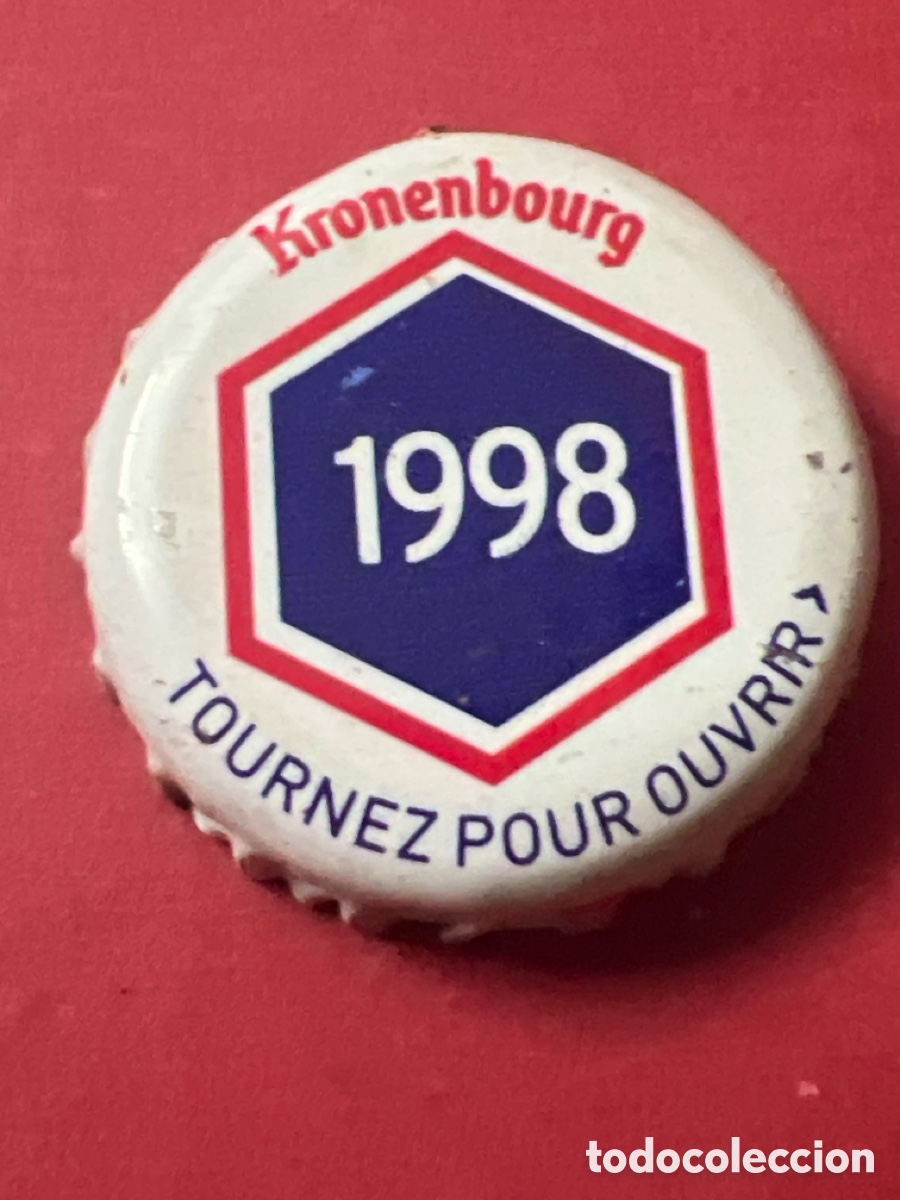 Kronenbourg
1998
TOURNEZ POUR OUVRIR >
todocoleccion